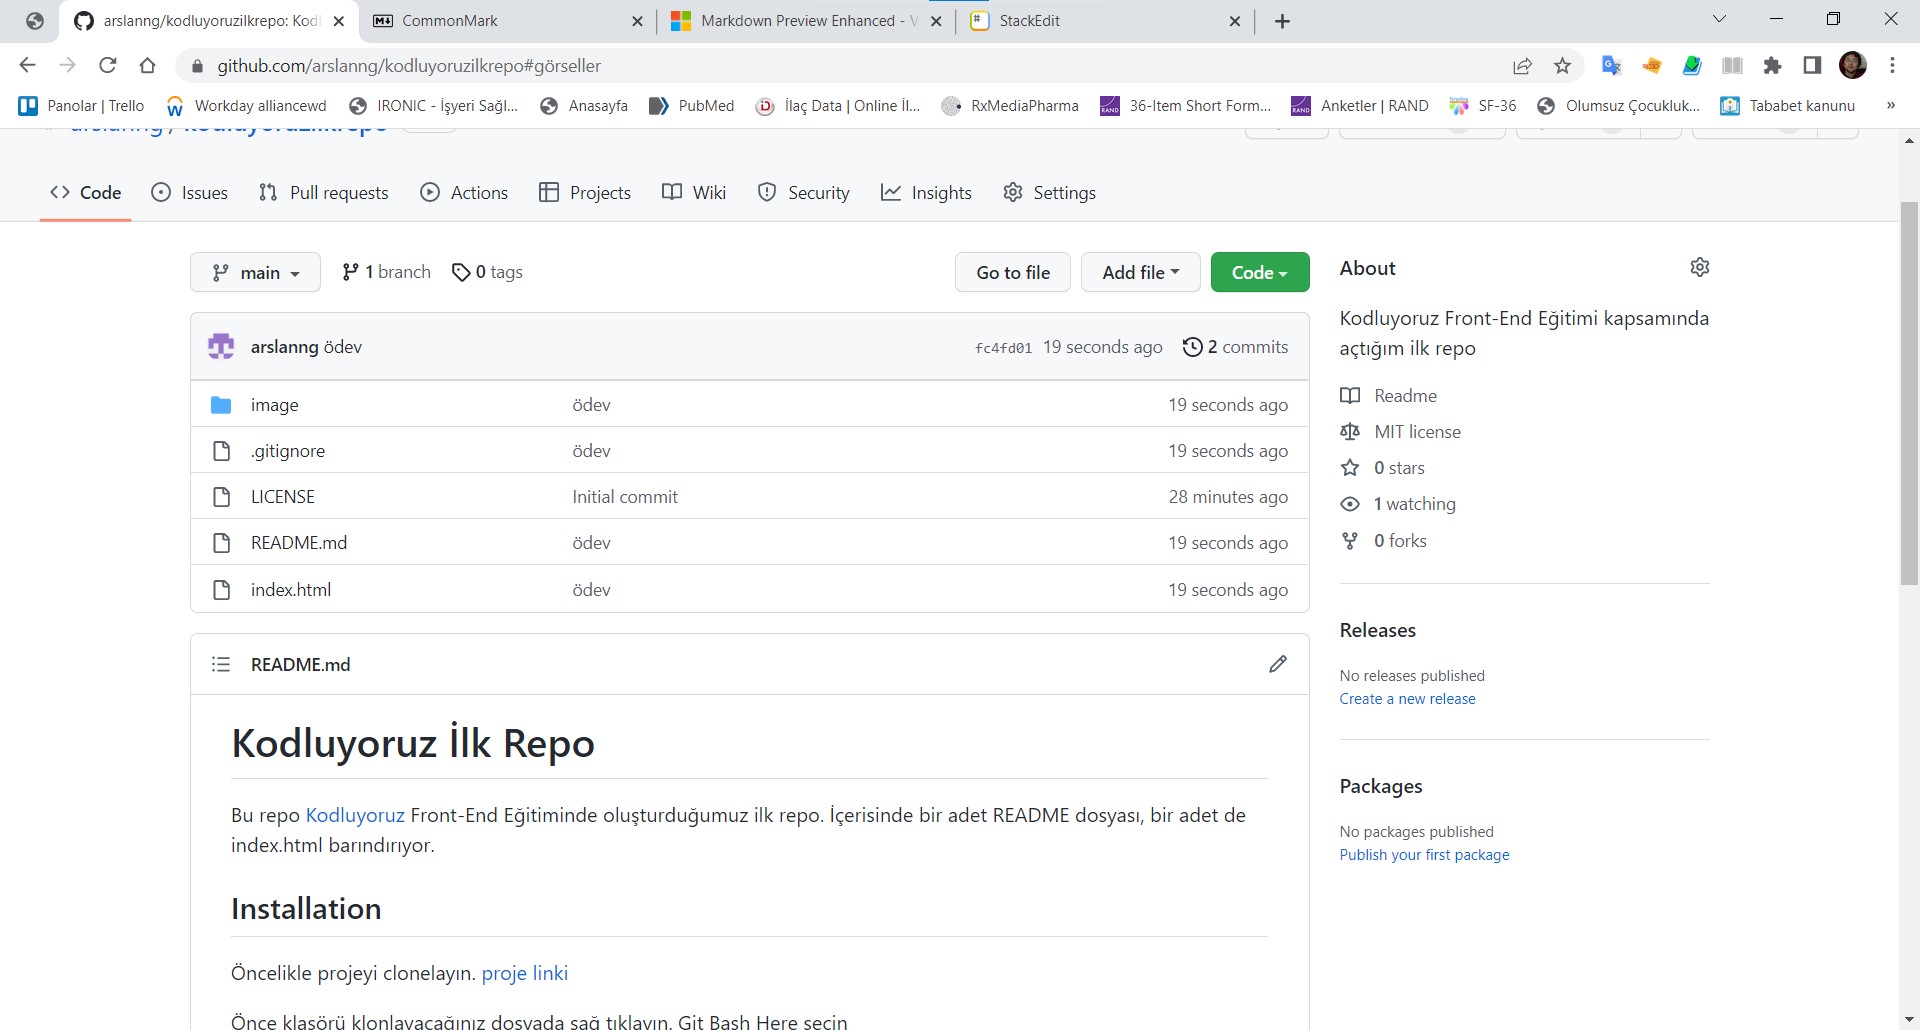 arslanng/kodluyoruzilkrepo: Kodl
CommonMark
Markdown Preview Enhanced - V
StackEdit
github.com/arslanng/kodluyoruzilkrepo#görseller
Panolar | Trello
Workday alliancewd
IRONIC - İşyeri Sağl...
Anasayfa
PubMed
İlaç Data | Online İl...
RxMediaPharma
36-Item Short Form...
Anketler | RAND
SF-36
Olumsuz Çocukluk...
Tababet kanunu
»
arslanng / kodluyoruzilkrepo
Code
Issues
Pull requests
Actions
Projects
Wiki
Security
Insights
Settings
main
1 branch
0 tags
Go to file
Add file
Code
arslanng ödev
fc4fd01 19 seconds ago
2 commits
image ödev 19 seconds ago
.gitignore ödev 19 seconds ago
LICENSE Initial commit 28 minutes ago
README.md ödev 19 seconds ago
index.html ödev 19 seconds ago
README.md
Kodluyoruz İlk Repo
Bu repo Kodluyoruz Front-End Eğitiminde oluşturduğumuz ilk repo. İçerisinde bir adet README dosyası, bir adet de
index.html barındırıyor.
Installation
Öncelikle projeyi clonelayın. proje linki
Önce klasörü klonlayacağınız dosyada sağ tıklayın. Git Bash Here seçin
About
Kodluyoruz Front-End Eğitimi kapsamında
açtığım ilk repo
Readme
MIT license
0 stars
1 watching
0 forks
Releases
No releases published
Create a new release
Packages
No packages published
Publish your first package